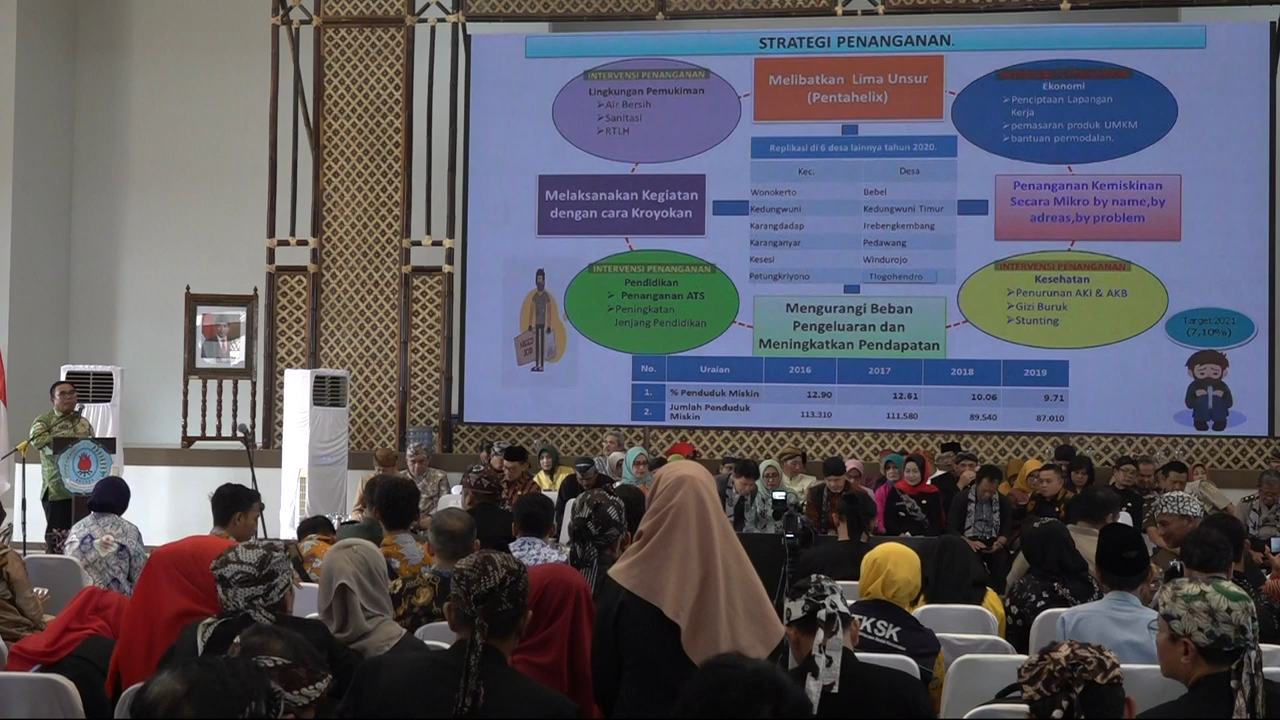 STRATEGI PENANGANAN.
INTERVENSI PENANGANAN
Lingkungan Pemukiman
➢Air Bersih
➢Sanitasi
➢RTLH
Melibatkan Lima Unsur
(Pentahelix)
INTERVENSI PENANGANAN
Ekonomi
➢Penciptaan Lapangan
Kerja
➢pemasaran produk UMKM
➢bantuan permodalan.
Melaksanakan Kegiatan
dengan cara Kroyokan
Replikasi di 6 desa lainnya tahun 2020.
Kec. Desa
Wonokerto Bebel
Kedungwuni Kedungwuni Timur
Karangdadap Jrebengkembang
Karanganyar Pedawang
Kesesi Windurojo
Petungkriyono Tlogohendro
Penanganan Kemiskinan
Secara Mikro by name,by
adreas,by problem
INTERVENSI PENANGANAN
Pendidikan
➢ Penanganan ATS
➢Peningkatan
Jenjang Pendidikan
Mengurangi Beban
Pengeluaran dan
Meningkatkan Pendapatan
INTERVENSI PENANGANAN
Kesehatan
➢Penurunan AKI & AKB
➢Gizi Buruk
➢Stunting
NEED
JOB
Target 2021
(7,10%)
No. Uraian 2016 2017 2018 2019
1. % Penduduk Miskin 12.90 12.61 10.06 9.71
2. Jumlah Penduduk
Miskin 113.310 111.580 89.540 87.010
TKSK